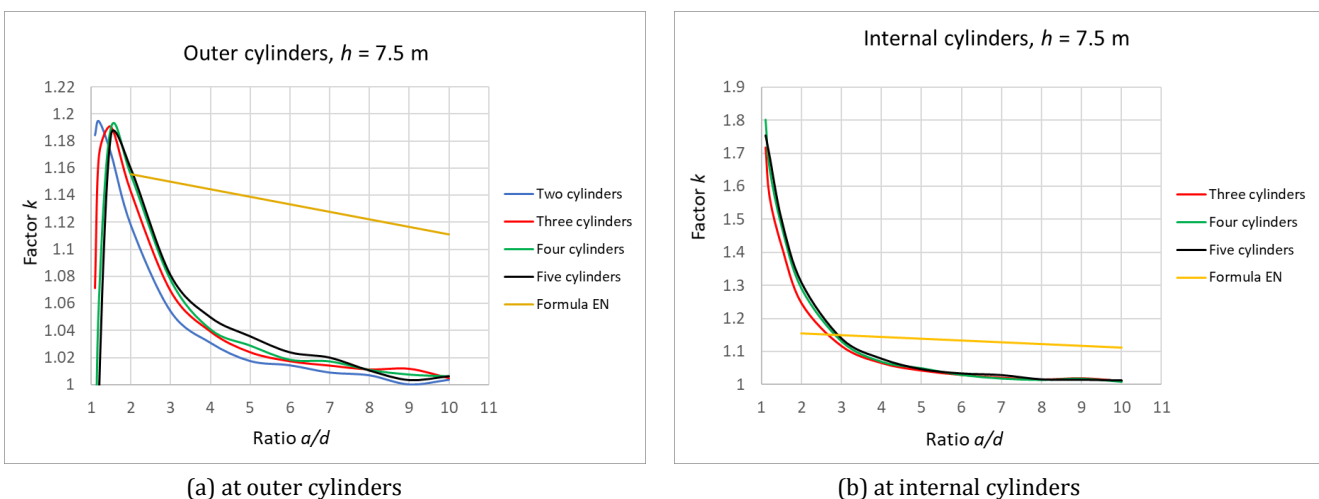 Outer cylinders, h = 7.5 m
Factor k
1.22
1.2
1.18
1.16
1.14
1.12
1.1
1.08
1.06
1.04
1.02
1
1 2 3 4 5 6 7 8 9 10 11
Ratio a/d
Two cylinders
Three cylinders
Four cylinders
Five cylinders
Formula EN
(a) at outer cylinders
Internal cylinders, h = 7.5 m
Factor k
1.9
1.8
1.7
1.6
1.5
1.4
1.3
1.2
1.1
1
1 2 3 4 5 6 7 8 9 10 11
Ratio a/d
Three cylinders
Four cylinders
Five cylinders
Formula EN
(b) at internal cylinders